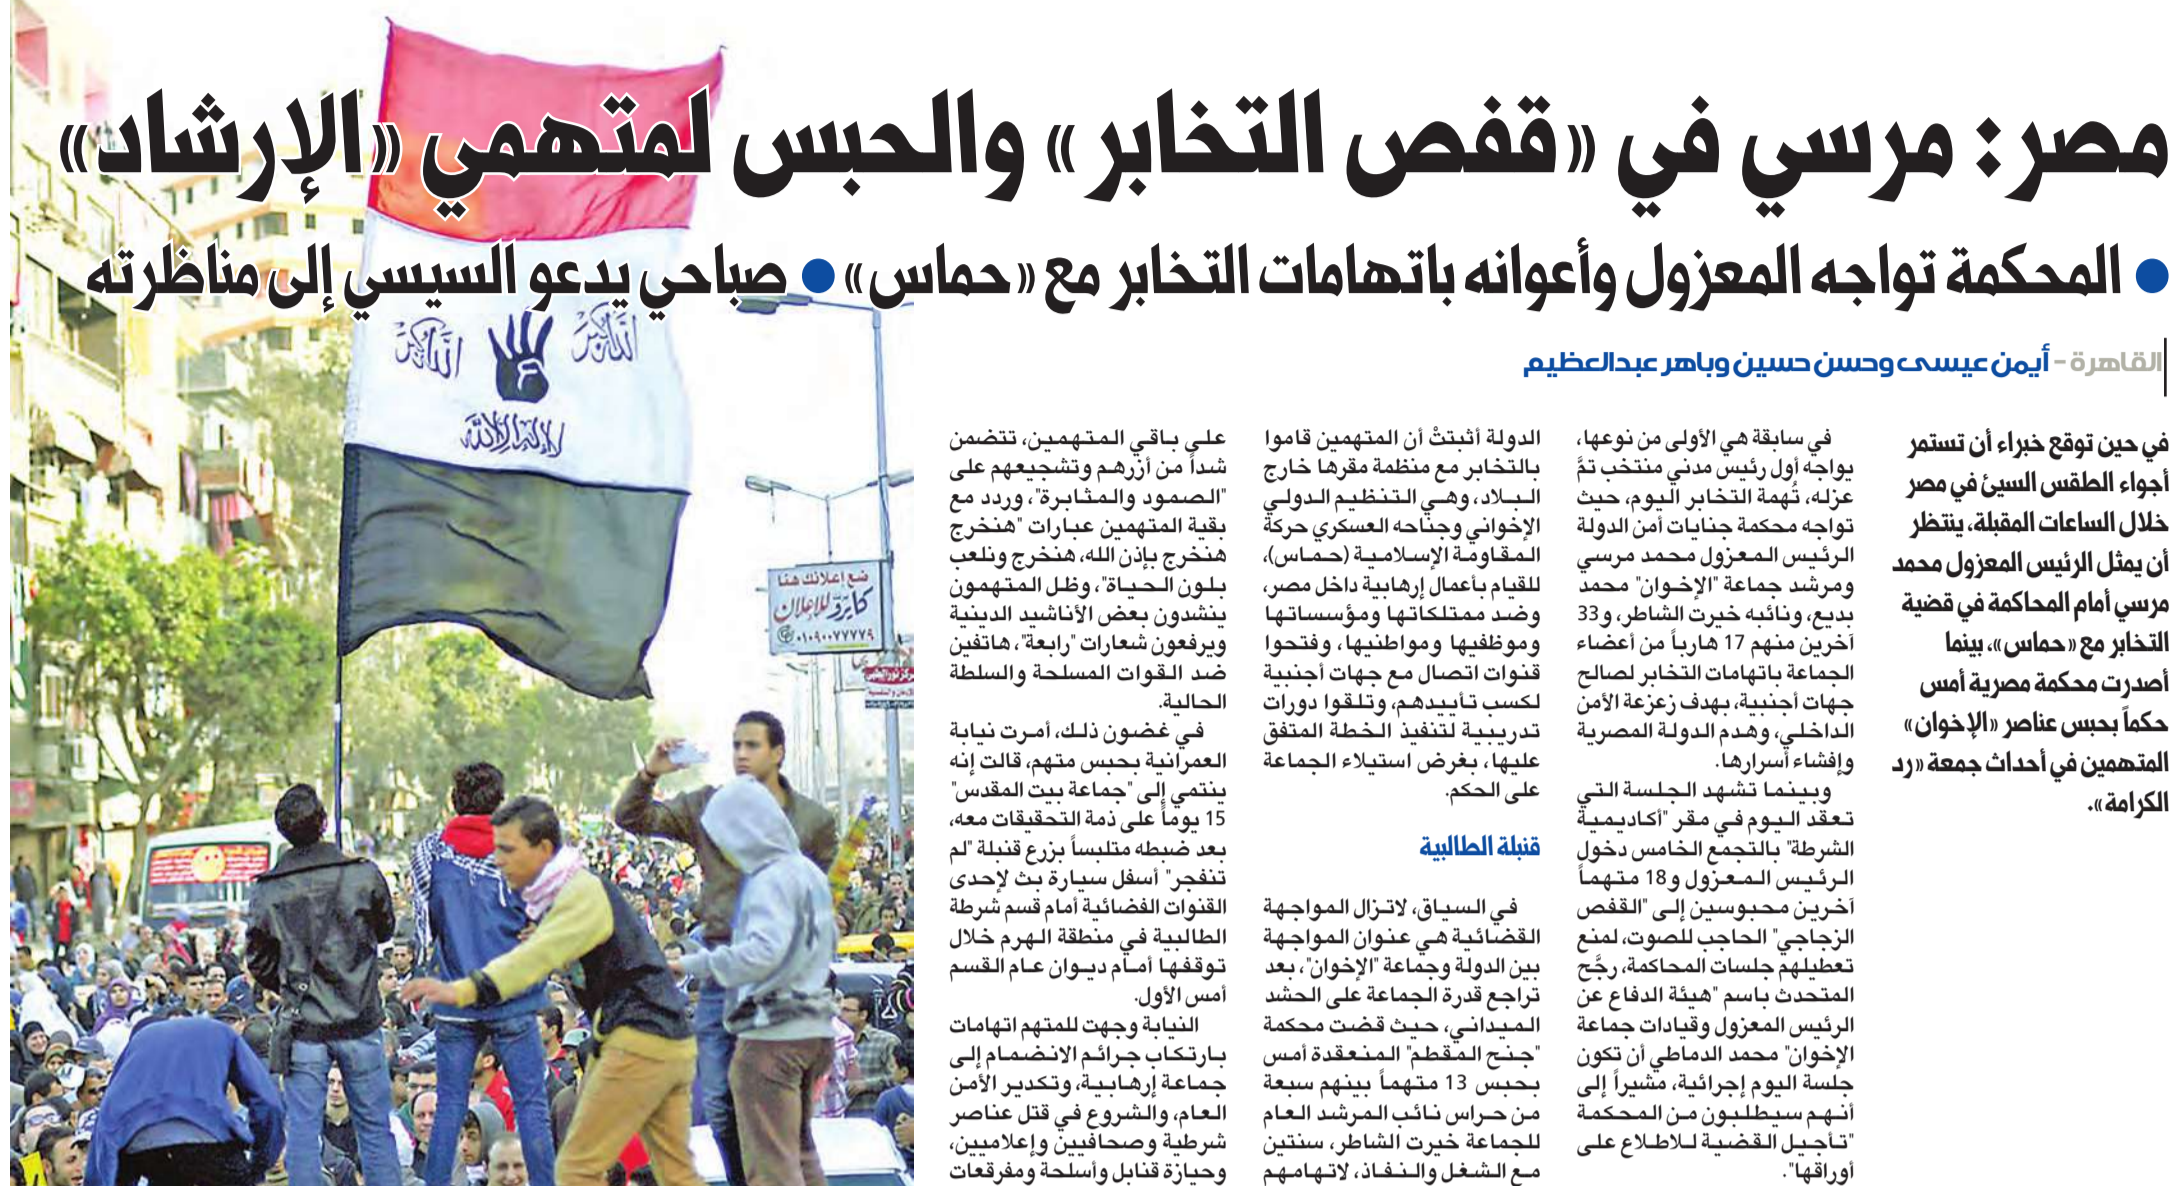 مصر: مرسي في «قفص التخابر» والحبس لمتهمي «الإرشاد»
● المحكمة تواجه المعزول وأعوانه باتهامات التخابر مع «حماس» ● صباحي يدعو السيسي إلى مناظرته
القاهرة - أيمن عيسى وحسن حسين وباهر عبدالعظيم
في حين توقع خبراء أن تستمر
أجواء الطقس السيئ في مصر
خلال الساعات المقبلة، ينتظر
أن يمثل الرئيس المعزول محمد
مرسي أمام المحاكمة في قضية
التخابر مع «حماس»، بينما
أصدرت محكمة مصرية أمس
حكماً بحبس عناصر «الإخوان»
المتهمين في أحداث جمعة «رد
الكرامة».
في سابقة هي الأولى من نوعها،
يواجه أول رئيس مدني منتخب تمَّ
عزله، تُهمة التخابر اليوم، حيث
تواجه محكمة جنايات أمن الدولة
الرئيس المعزول محمد مرسي
ومرشد جماعة "الإخوان" محمد
بديع، ونائبه خيرت الشاطر، و33
آخرين منهم 17 هارباً من أعضاء
الجماعة باتهامات التخابر لصالح
جهات أجنبية، بهدف زعزعة الأمن
الداخلي، وهدم الدولة المصرية
وإفشاء أسرارها.
وبينما تشهد الجلسة التي
تعقد اليوم في مقر "أكاديمية
الشرطة" بالتجمع الخامس دخول
الرئيس المعزول و18 متهماً
آخرين محبوسين إلى "القفص
الزجاجي" الحاجب للصوت، لمنع
تعطيلهم جلسات المحاكمة، رجَّح
المتحدث باسم "هيئة الدفاع عن
الرئيس المعزول وقيادات جماعة
الإخوان" محمد الدماطي أن تكون
جلسة اليوم إجرائية، مشيراً إلى
أنهم سيطلبون من المحكمة
"تأجيل القضية للاطلاع على
أوراقها".
الدولة أثبتتْ أن المتهمين قاموا
بالتخابر مع منظمة مقرها خارج
البلاد، وهي التنظيم الدولي
الإخواني وجناحه العسكري حركة
المقاومة الإسلامية (حماس)،
للقيام بأعمال إرهابية داخل مصر،
وضد ممتلكاتها ومؤسساتها
وموظفيها ومواطنيها، وفتحوا
قنوات اتصال مع جهات أجنبية
لكسب تأييدهم، وتلقوا دورات
تدريبية لتنفيذ الخطة المتفق
عليها، بغرض استيلاء الجماعة
على الحكم.
قنبلة الطالبية
في السياق، لاتزال المواجهة
القضائية هي عنوان المواجهة
بين الدولة وجماعة "الإخوان"، بعد
تراجع قدرة الجماعة على الحشد
الميداني، حيث قضت محكمة
"جنح المقطم" المنعقدة أمس
بحبس 13 متهماً بينهم سبعة
من حراس نائب المرشد العام
للجماعة خيرت الشاطر، سنتين
مع الشغل والنفاذ، لاتهامهم
على باقي المتهمين، تتضمن
شداً من أزرهم وتشجيعهم على
"الصمود والمثابرة"، وردد مع
بقية المتهمين عبارات "هنخرج
هنخرج بإذن الله، هنخرج ونلعب
بلون الحياة"، وظل المتهمون
ينشدون بعض الأناشيد الدينية
ويرفعون شعارات "رابعة"، هاتفين
ضد القوات المسلحة والسلطة
الحالية.
في غضون ذلك، أمرت نيابة
العمرانية بحبس متهم، قالت إنه
ينتمي إلى "جماعة بيت المقدس"
15 يوماً على ذمة التحقيقات معه،
بعد ضبطه متلبساً بزرع قنبلة "لم
تنفجر" أسفل سيارة بث لإحدى
القنوات الفضائية أمام قسم شرطة
الطالبية في منطقة الهرم خلال
توقفها أمام ديوان عام القسم
أمس الأول.
النيابة وجهت للمتهم اتهامات
بارتكاب جرائم الانضمام إلى
جماعة إرهابية، وتكدير الأمن
العام، والشروع في قتل عناصر
شرطية وصحافيين وإعلاميين،
وحيازة قنابل وأسلحة ومفرقعات
الله أكبر
الله أكبر
لا إله إلا الله
ضع إعلانك هنا
كايرو للإعلان
٠١٠٩٠٠٧٧٧٧٩